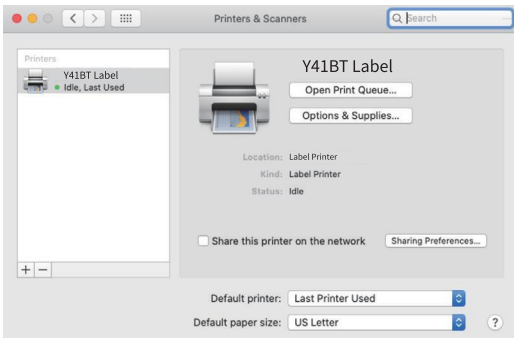 Printers & Scanners
Search
Printers
Y41BT Label
Idle, Last Used
Y41BT Label
Open Print Queue...
Options & Supplies...
Location: Label Printer
Kind: Label Printer
Status: Idle
Share this printer on the network
Sharing Preferences...
+ −
Default printer: Last Printer Used
Default paper size: US Letter
?